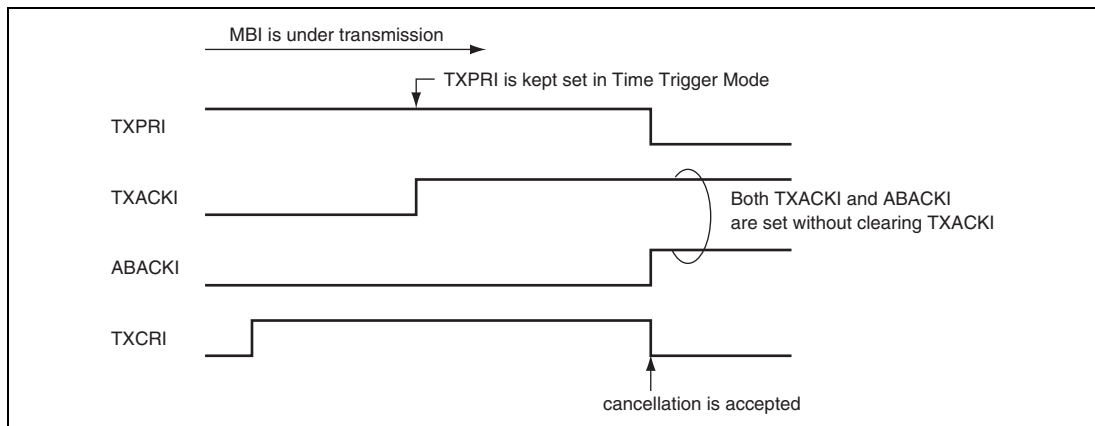 MBI is under transmission
TXPRI is kept set in Time Trigger Mode
TXPRI
TXACKI
Both TXACKI and ABACKI
are set without clearing TXACKI
ABACKI
TXCRI
cancellation is accepted